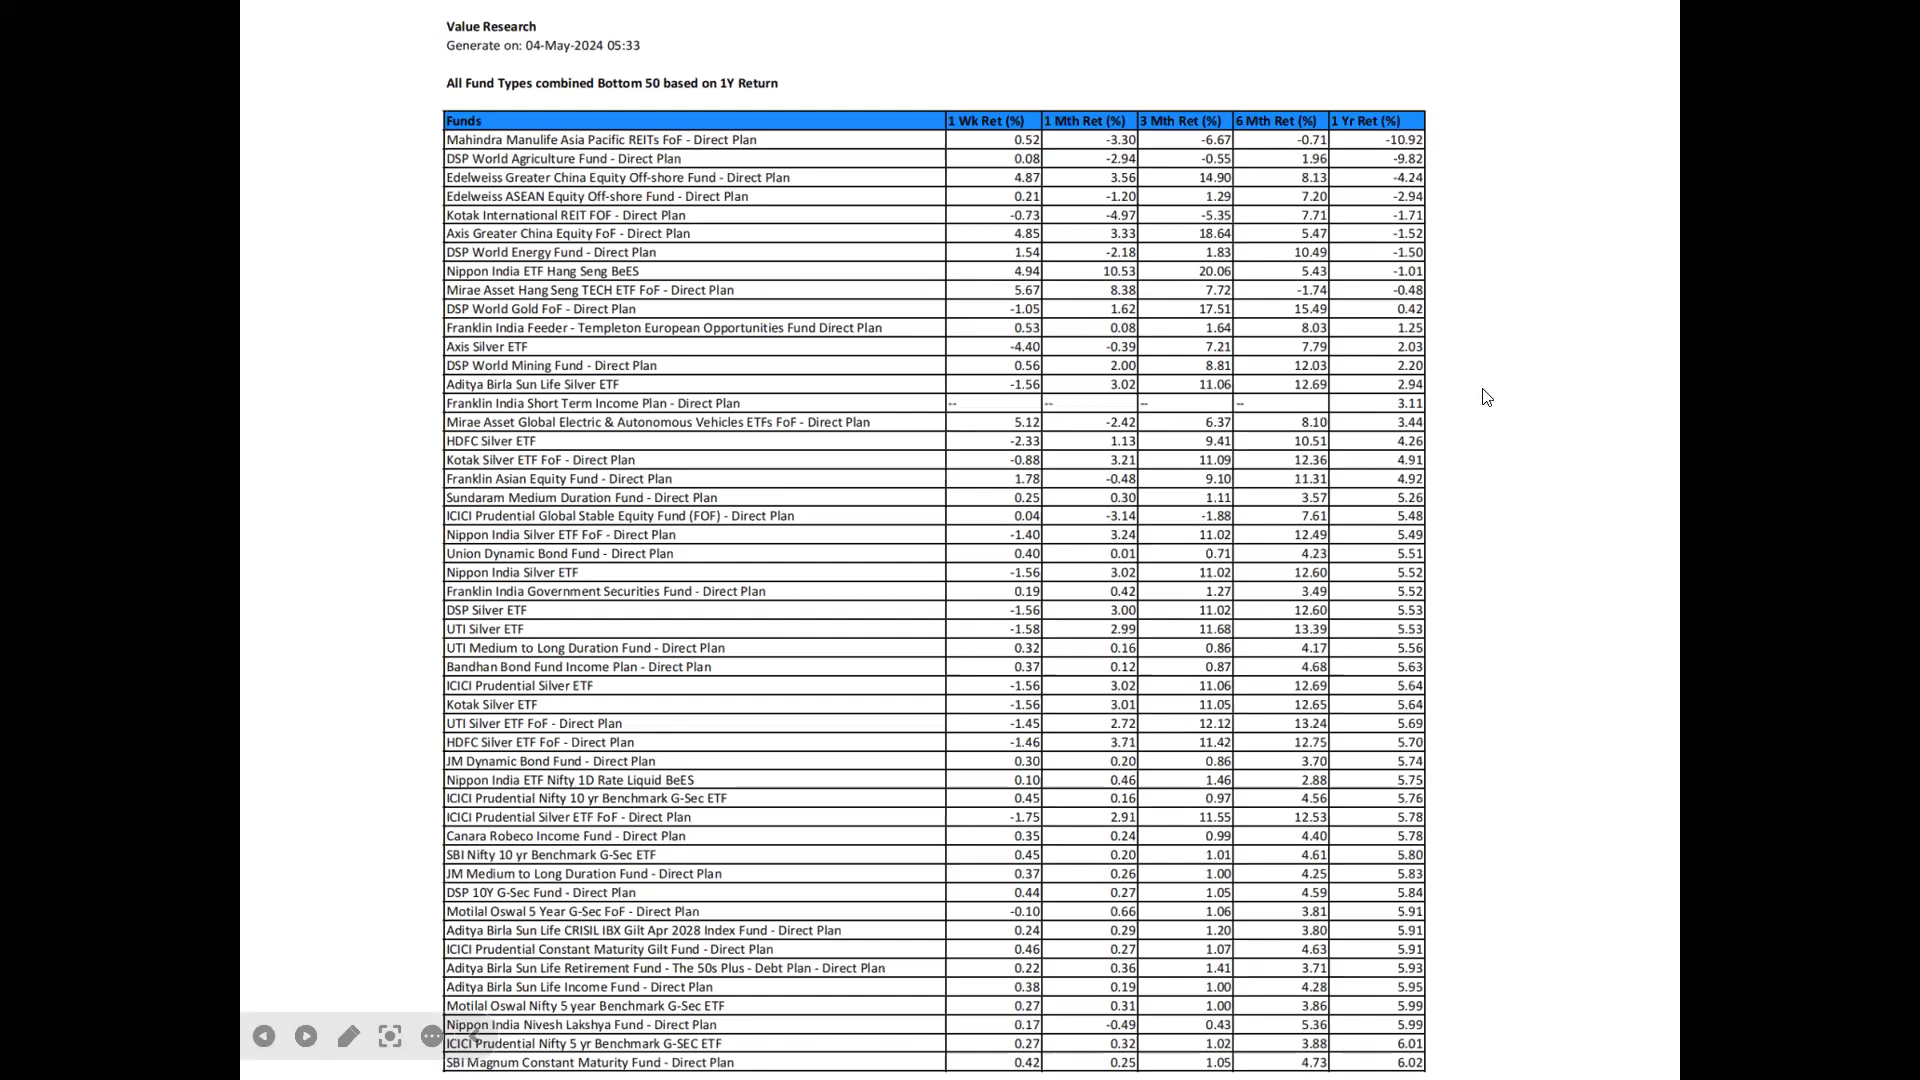 Value Research
Generate on: 04-May-2024 05:33
All Fund Types combined Bottom 50 based on 1Y Return
Funds 1 Wk Ret (%) 1 Mth Ret (%) 3 Mth Ret (%) 6 Mth Ret (%) 1 Yr Ret (%)
Mahindra Manulife Asia Pacific REITs FoF - Direct Plan 0.52 -3.30 -6.67 -0.71 -10.92
DSP World Agriculture Fund - Direct Plan 0.08 -2.94 -0.55 1.96 -9.82
Edelweiss Greater China Equity Off-shore Fund - Direct Plan 4.87 3.56 14.90 8.13 -4.24
Edelweiss ASEAN Equity Off-shore Fund - Direct Plan 0.21 -1.20 1.29 7.20 -2.94
Kotak International REIT FOF - Direct Plan -0.73 -4.97 -5.35 7.71 -1.71
Axis Greater China Equity FoF - Direct Plan 4.85 3.33 18.64 5.47 -1.52
DSP World Energy Fund - Direct Plan 1.54 -2.18 1.83 10.49 -1.50
Nippon India ETF Hang Seng BeES 4.94 10.53 20.06 5.43 -1.01
Mirae Asset Hang Seng TECH ETF FoF - Direct Plan 5.67 8.38 7.72 -1.74 -0.48
DSP World Gold FoF - Direct Plan -1.05 1.62 17.51 15.49 0.42
Franklin India Feeder - Templeton European Opportunities Fund Direct Plan 0.53 0.08 1.64 8.03 1.25
Axis Silver ETF -4.40 -0.39 7.21 7.79 2.03
DSP World Mining Fund - Direct Plan 0.56 2.00 8.81 12.03 2.20
Aditya Birla Sun Life Silver ETF -1.56 3.02 11.06 12.69 2.94
Franklin India Short Term Income Plan - Direct Plan -- -- -- -- 3.11
Mirae Asset Global Electric & Autonomous Vehicles ETFs FoF - Direct Plan 5.12 -2.42 6.37 8.10 3.44
HDFC Silver ETF -2.33 1.13 9.41 10.51 4.26
Kotak Silver ETF FoF - Direct Plan -0.88 3.21 11.09 12.36 4.91
Franklin Asian Equity Fund - Direct Plan 1.78 -0.48 9.10 11.31 4.92
Sundaram Medium Duration Fund - Direct Plan 0.25 0.30 1.11 3.57 5.26
ICICI Prudential Global Stable Equity Fund (FOF) - Direct Plan 0.04 -3.14 -1.88 7.61 5.48
Nippon India Silver ETF FoF - Direct Plan -1.40 3.24 11.02 12.49 5.49
Union Dynamic Bond Fund - Direct Plan 0.40 0.01 0.71 4.23 5.51
Nippon India Silver ETF -1.56 3.02 11.02 12.60 5.52
Franklin India Government Securities Fund - Direct Plan 0.19 0.42 1.27 3.49 5.52
DSP Silver ETF -1.56 3.00 11.02 12.60 5.53
UTI Silver ETF -1.58 2.99 11.68 13.39 5.53
UTI Medium to Long Duration Fund - Direct Plan 0.32 0.16 0.86 4.17 5.56
Bandhan Bond Fund Income Plan - Direct Plan 0.37 0.12 0.87 4.68 5.63
ICICI Prudential Silver ETF -1.56 3.02 11.06 12.69 5.64
Kotak Silver ETF -1.56 3.01 11.05 12.65 5.64
UTI Silver ETF FoF - Direct Plan -1.45 2.72 12.12 13.24 5.69
HDFC Silver ETF FoF - Direct Plan -1.46 3.71 11.42 12.75 5.70
JM Dynamic Bond Fund - Direct Plan 0.30 0.20 0.86 3.70 5.74
Nippon India ETF Nifty 1D Rate Liquid BeES 0.10 0.46 1.46 2.88 5.75
ICICI Prudential Nifty 10 yr Benchmark G-Sec ETF 0.45 0.16 0.97 4.56 5.76
ICICI Prudential Silver ETF FoF - Direct Plan -1.75 2.91 11.55 12.53 5.78
Canara Robeco Income Fund - Direct Plan 0.35 0.24 0.99 4.40 5.78
SBI Nifty 10 yr Benchmark G-Sec ETF 0.45 0.20 1.01 4.61 5.80
JM Medium to Long Duration Fund - Direct Plan 0.37 0.26 1.00 4.25 5.83
DSP 10Y G-Sec Fund - Direct Plan 0.44 0.27 1.05 4.59 5.84
Motilal Oswal 5 Year G-Sec FoF - Direct Plan -0.10 0.66 1.06 3.81 5.91
Aditya Birla Sun Life CRISIL IBX Gilt Apr 2028 Index Fund - Direct Plan 0.24 0.29 1.20 3.80 5.91
ICICI Prudential Constant Maturity Gilt Fund - Direct Plan 0.46 0.27 1.07 4.63 5.91
Aditya Birla Sun Life Retirement Fund - The 50s Plus - Debt Plan - Direct Plan 0.22 0.36 1.41 3.71 5.93
Aditya Birla Sun Life Income Fund - Direct Plan 0.38 0.19 1.00 4.28 5.95
Motilal Oswal Nifty 5 year Benchmark G-Sec ETF 0.27 0.31 1.00 3.86 5.99
Nippon India Nivesh Lakshya Fund - Direct Plan 0.17 -0.49 0.43 5.36 5.99
ICICI Prudential Nifty 5 yr Benchmark G-SEC ETF 0.27 0.32 1.02 3.88 6.01
SBI Magnum Constant Maturity Fund - Direct Plan 0.42 0.25 1.05 4.73 6.02